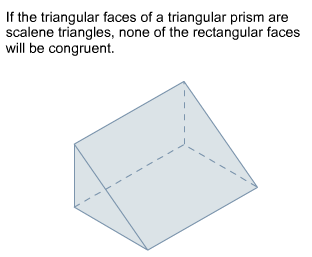 If the triangular faces of a triangular prism are
scalene triangles, none of the rectangular faces
will be congruent.